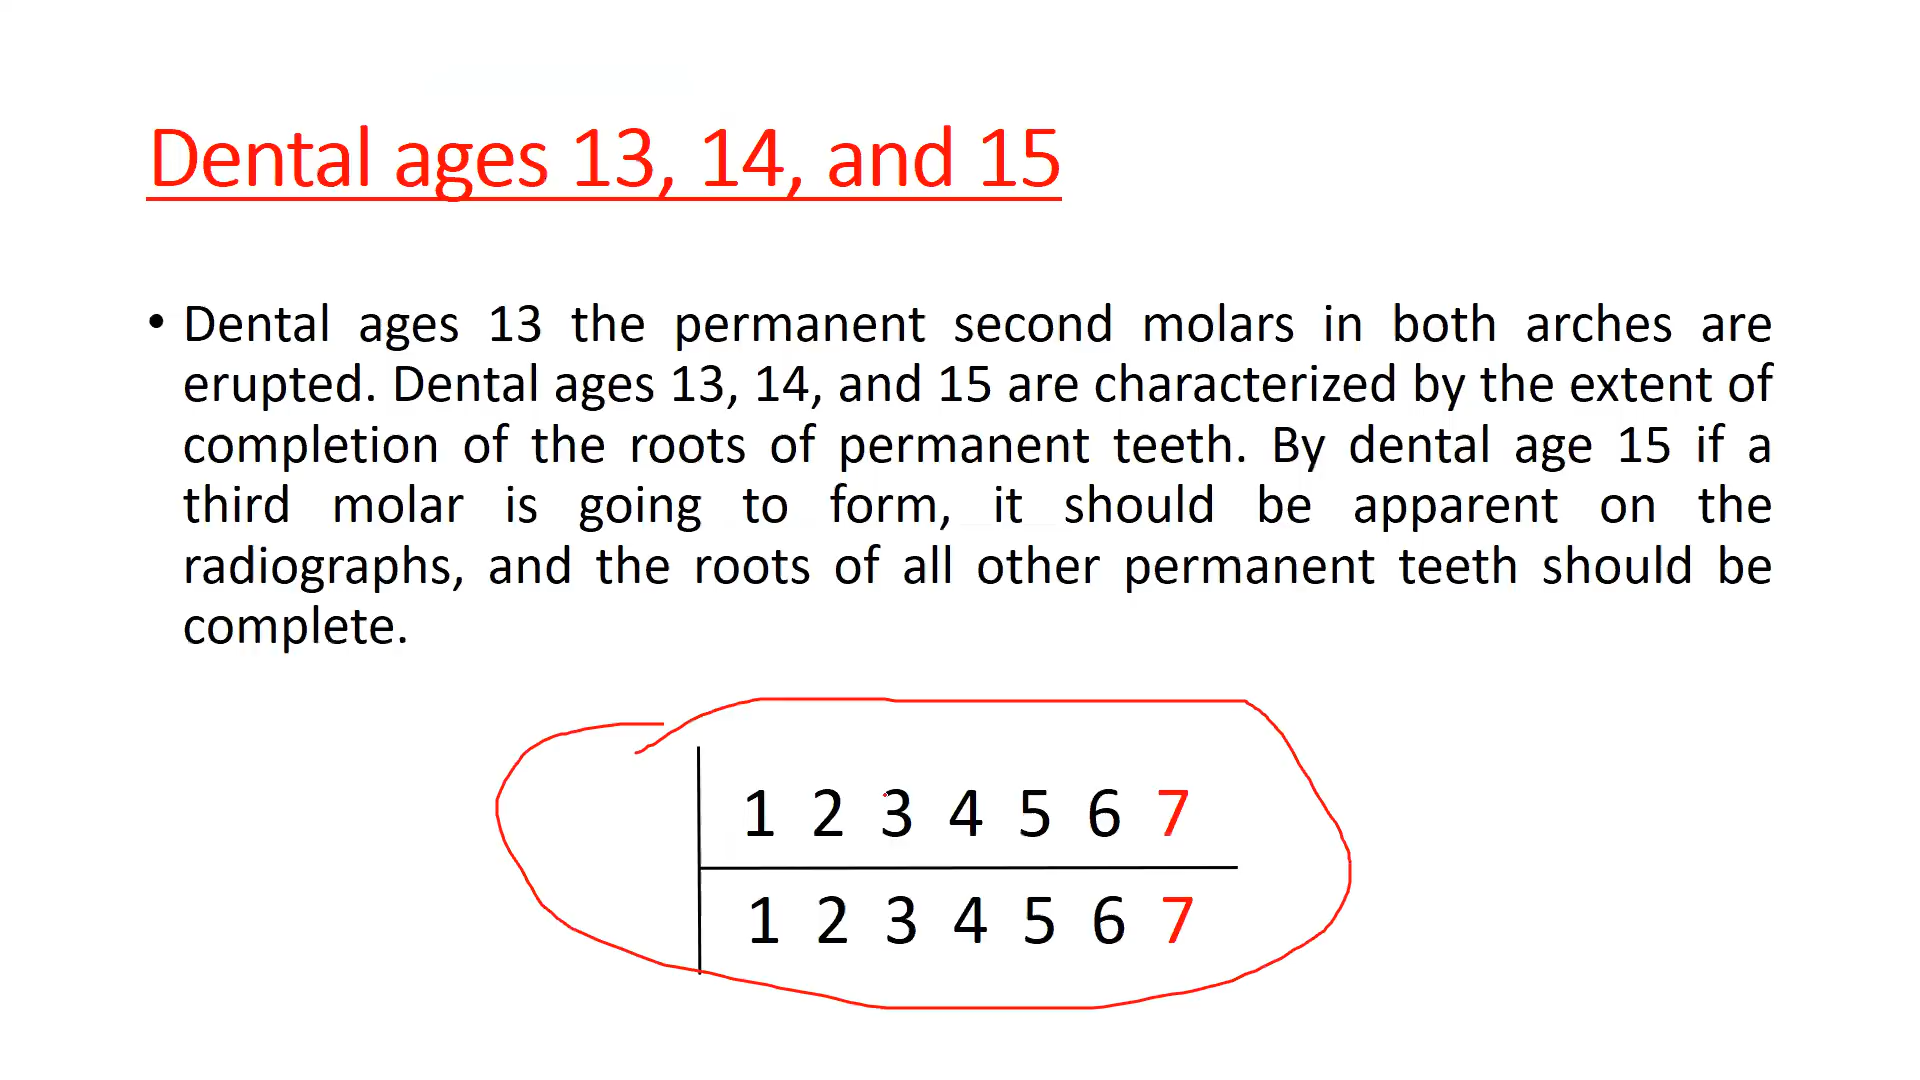 Dental ages 13, 14, and 15
• Dental ages 13 the permanent second molars in both arches are
erupted. Dental ages 13, 14, and 15 are characterized by the extent of
completion of the roots of permanent teeth. By dental age 15 if a
third molar is going to form, it should be apparent on the
radiographs, and the roots of all other permanent teeth should be
complete.
1 2 3 4 5 6 7
1 2 3 4 5 6 7